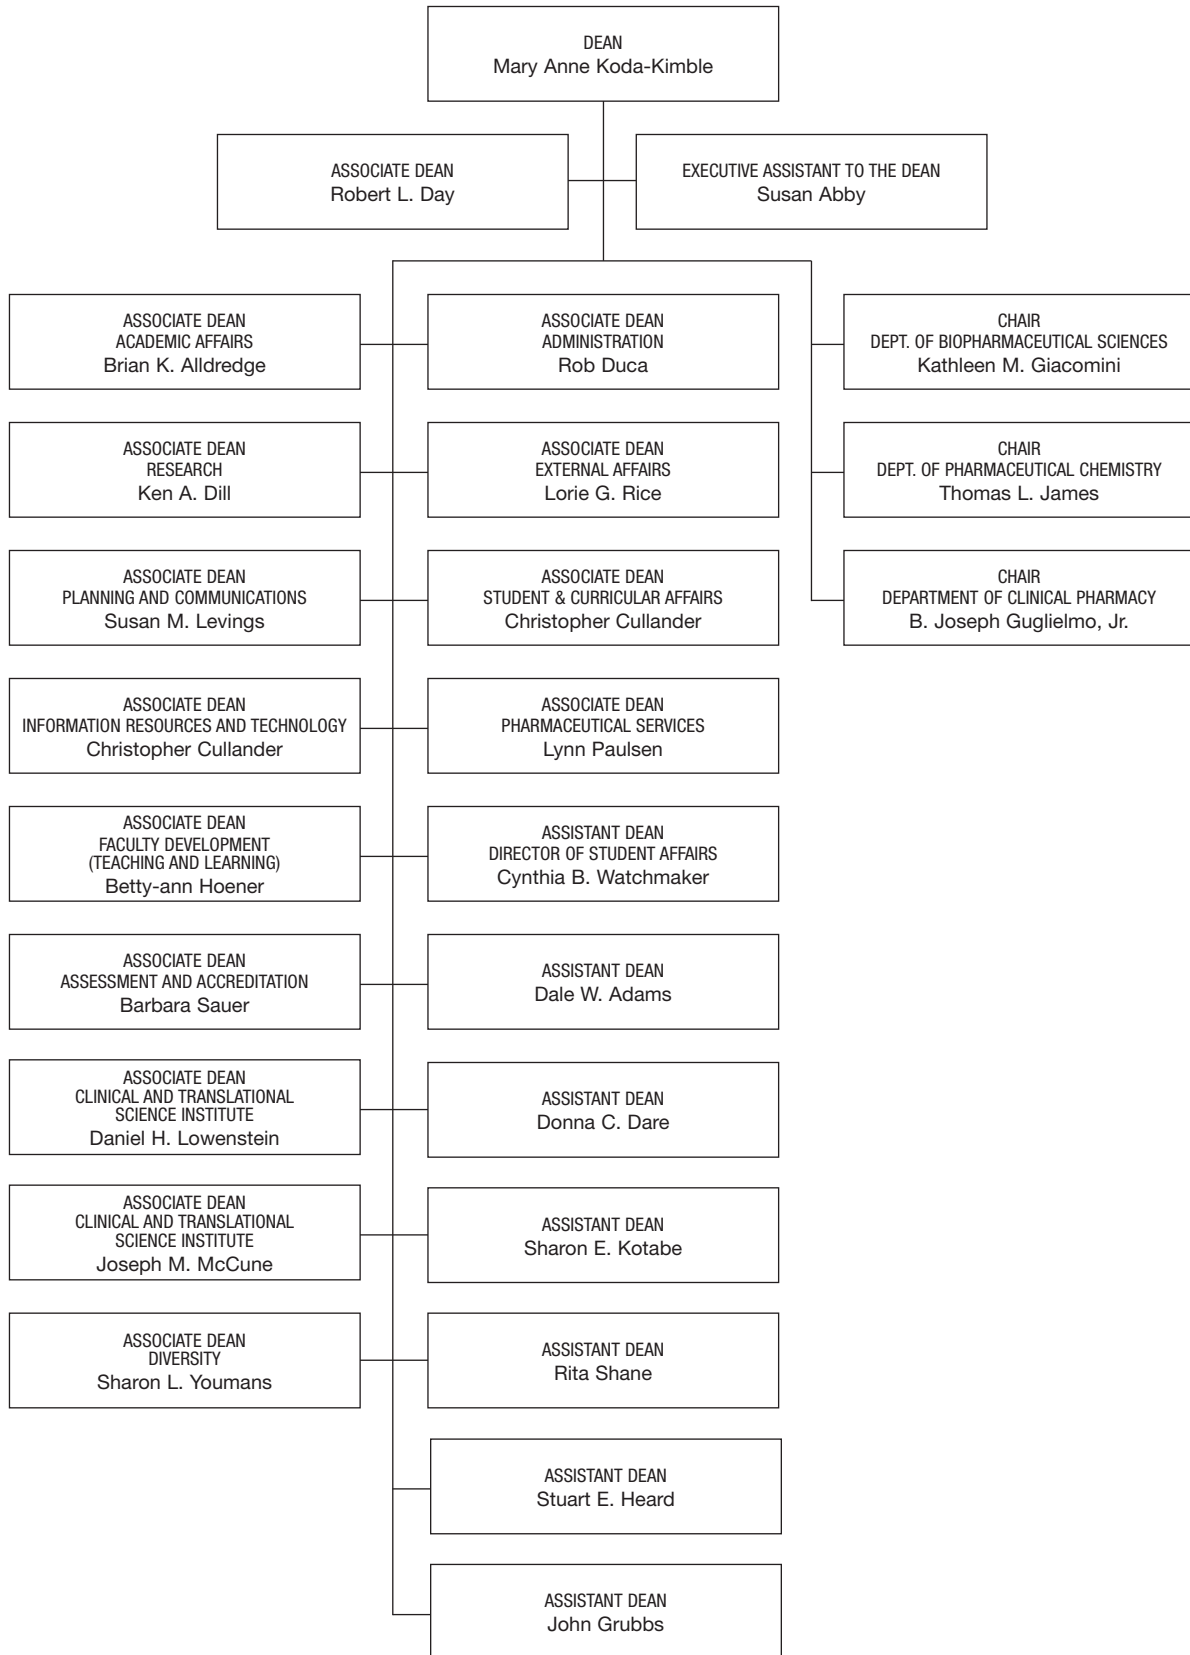 DEAN
Mary Anne Koda-Kimble
ASSOCIATE DEAN
Robert L. Day
EXECUTIVE ASSISTANT TO THE DEAN
Susan Abby
ASSOCIATE DEAN
ACADEMIC AFFAIRS
Brian K. Alldredge
ASSOCIATE DEAN
ADMINISTRATION
Rob Duca
CHAIR
DEPT. OF BIOPHARMACEUTICAL SCIENCES
Kathleen M. Giacomini
ASSOCIATE DEAN
RESEARCH
Ken A. Dill
ASSOCIATE DEAN
EXTERNAL AFFAIRS
Lorie G. Rice
CHAIR
DEPT. OF PHARMACEUTICAL CHEMISTRY
Thomas L. James
ASSOCIATE DEAN
PLANNING AND COMMUNICATIONS
Susan M. Levings
ASSOCIATE DEAN
STUDENT & CURRICULAR AFFAIRS
Christopher Cullander
CHAIR
DEPARTMENT OF CLINICAL PHARMACY
B. Joseph Guglielmo, Jr.
ASSOCIATE DEAN
INFORMATION RESOURCES AND TECHNOLOGY
Christopher Cullander
ASSOCIATE DEAN
PHARMACEUTICAL SERVICES
Lynn Paulsen
ASSOCIATE DEAN
FACULTY DEVELOPMENT
(TEACHING AND LEARNING)
Betty-ann Hoener
ASSISTANT DEAN
DIRECTOR OF STUDENT AFFAIRS
Cynthia B. Watchmaker
ASSOCIATE DEAN
ASSESSMENT AND ACCREDITATION
Barbara Sauer
ASSISTANT DEAN
Dale W. Adams
ASSOCIATE DEAN
CLINICAL AND TRANSLATIONAL
SCIENCE INSTITUTE
Daniel H. Lowenstein
ASSISTANT DEAN
Donna C. Dare
ASSOCIATE DEAN
CLINICAL AND TRANSLATIONAL
SCIENCE INSTITUTE
Joseph M. McCune
ASSISTANT DEAN
Sharon E. Kotabe
ASSOCIATE DEAN
DIVERSITY
Sharon L. Youmans
ASSISTANT DEAN
Rita Shane
ASSISTANT DEAN
Stuart E. Heard
ASSISTANT DEAN
John Grubbs